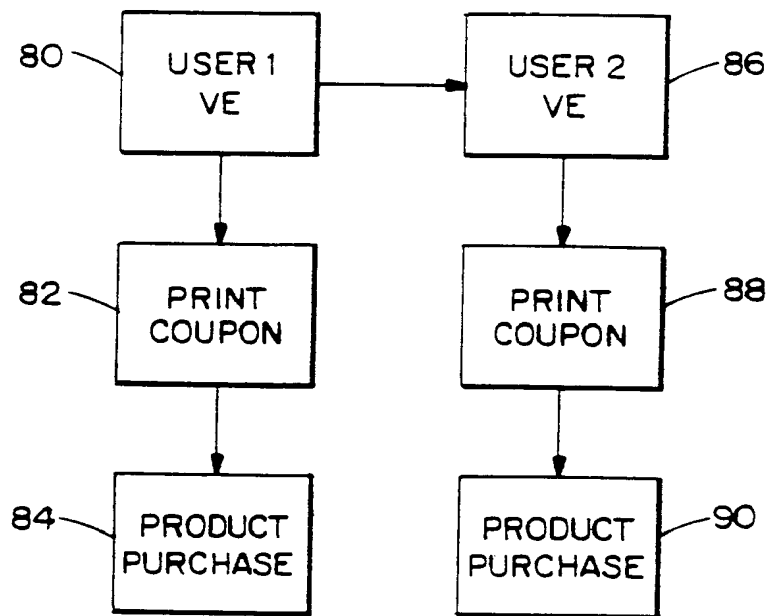 80
USER 1
VE
USER 2
VE
86
82
PRINT
COUPON
PRINT
COUPON
88
84
PRODUCT
PURCHASE
PRODUCT
PURCHASE
90